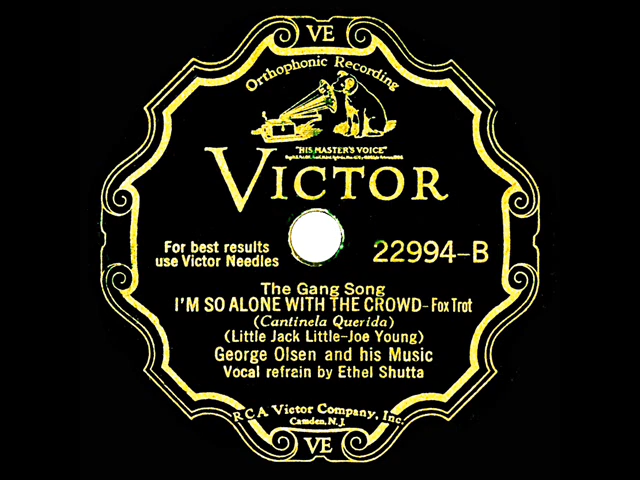 VE
Orthophonic Recording
"HIS MASTER'S VOICE"
VICTOR
For best results
use Victor Needles
22994-B
The Gang Song
I'M SO ALONE WITH THE CROWD-Fox Trot
(Cantinela Querida)
(Little Jack Little-Joe Young)
George Olsen and his Music
Vocal refrain by Ethel Shutta
RCA Victor Company, Inc.
Camden, N.J.
VE